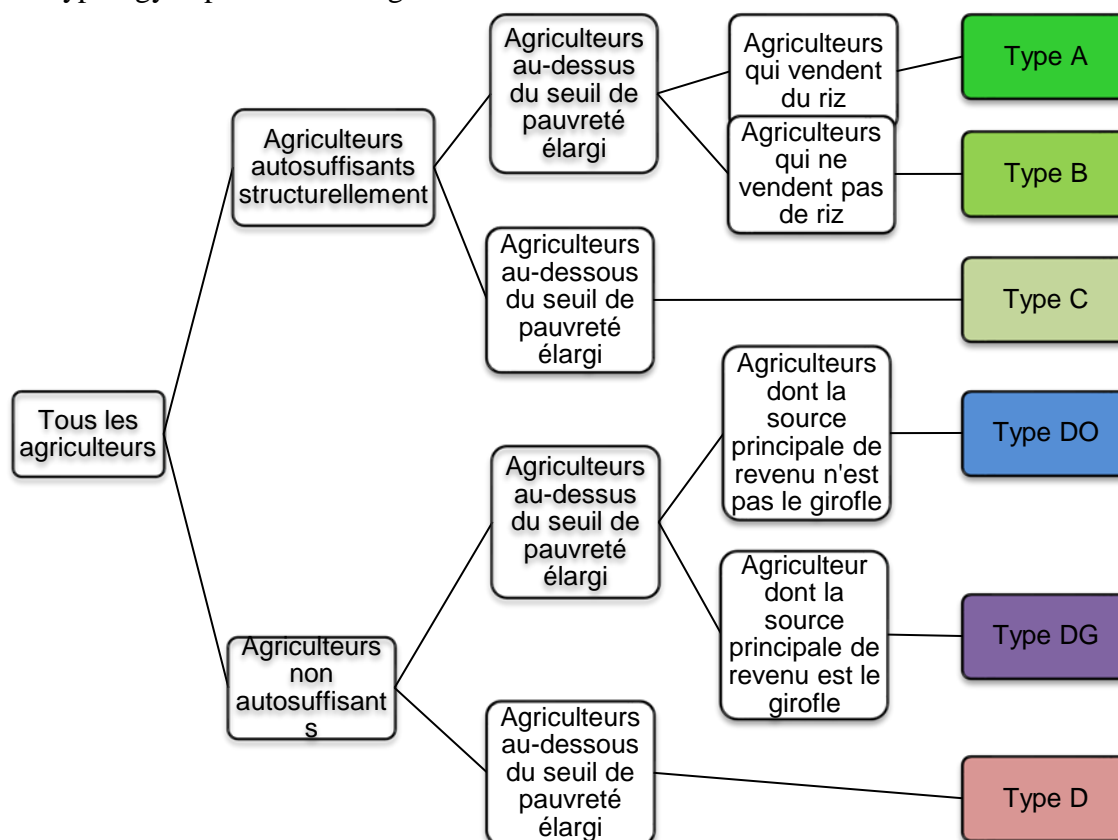 Agriculteurs
au-dessus
du seuil de
pauvreté
élargi
Agriculteurs
qui vendent
du riz
Type A
Agriculteurs
autosuffisants
structurellement
Agriculteurs
qui ne
vendent pas
de riz
Type B
Agriculteurs
au-dessous
du seuil de
pauvreté
élargi
Type C
Tous les
agriculteurs
Agriculteurs
dont la
source
principale de
revenu n'est
pas le girofle
Type DO
Agriculteurs
au-dessus
du seuil de
pauvreté
élargi
Agriculteur
dont la
source
principale de
revenu est le
girofle
Type DG
Agriculteurs
non
autosuffisant
s
Agriculteurs
au-dessous
du seuil de
pauvreté
élargi
Type D